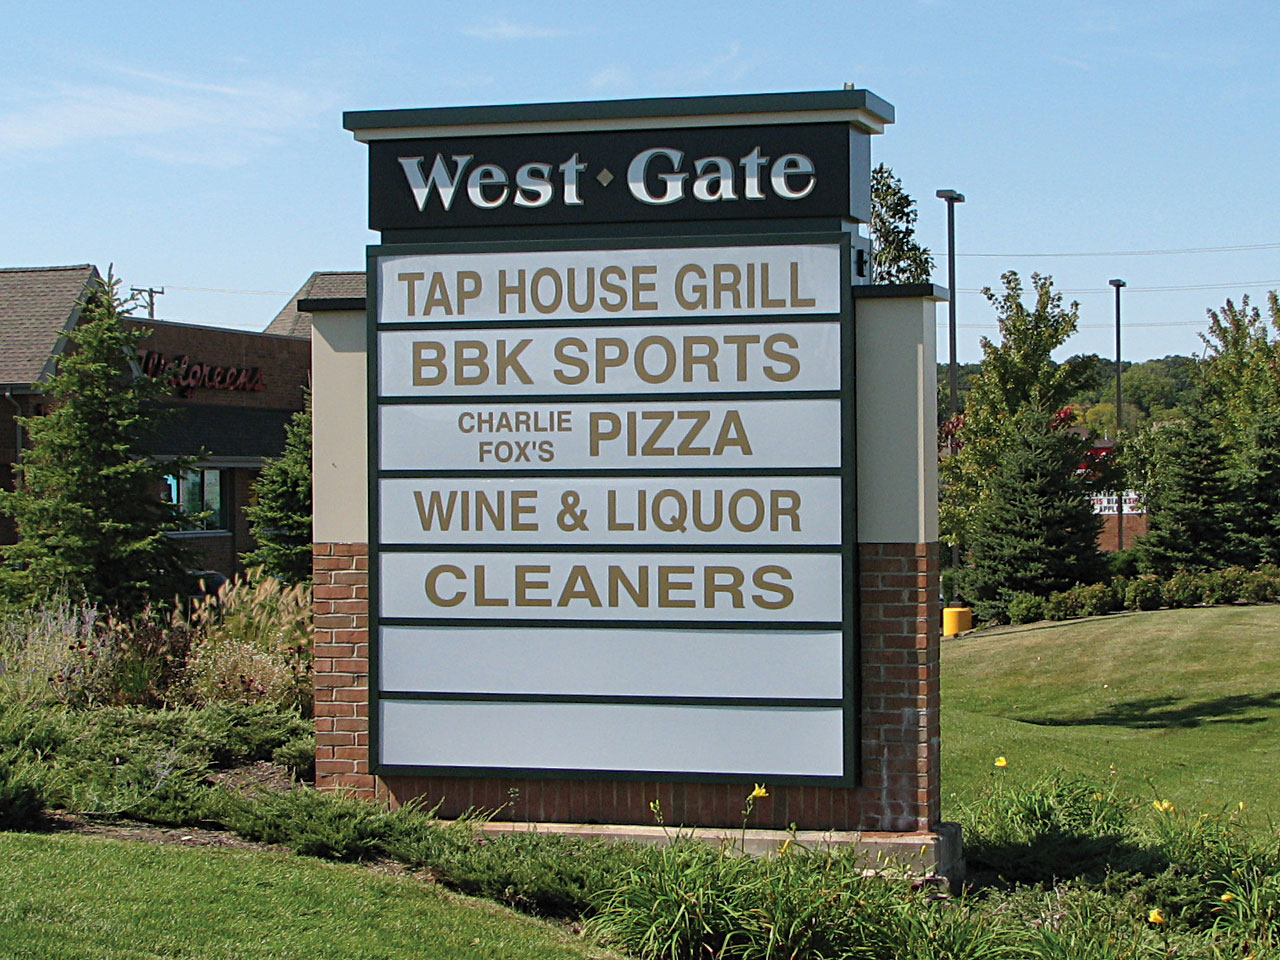 West · Gate
TAP HOUSE GRILL
BBK SPORTS
CHARLIE
FOX'S
PIZZA
WINE & LIQUOR
CLEANERS
Walgreens